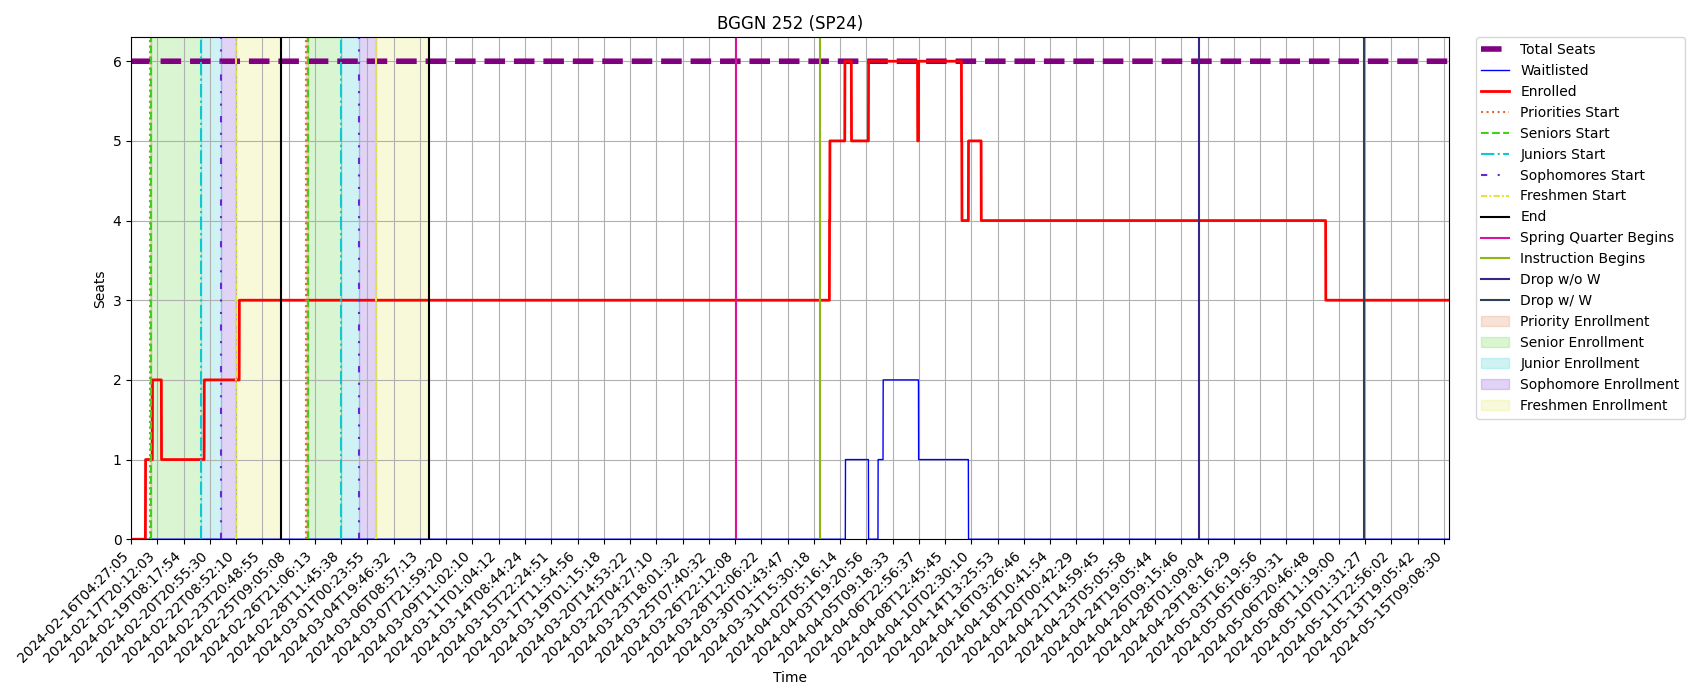 BGGN 252 (SP24)
6
5
4
3
2
1
0
Seats
2024-02-16T04:27:05
2024-02-17T20:12:03
2024-02-19T08:17:54
2024-02-20T20:55:30
2024-02-22T08:52:10
2024-02-23T20:48:55
2024-02-25T09:05:08
2024-02-26T21:06:13
2024-02-28T11:45:38
2024-03-01T00:23:55
2024-03-04T19:46:32
2024-03-06T08:57:13
2024-03-07T21:59:20
2024-03-09T11:02:10
2024-03-11T01:04:12
2024-03-14T08:44:24
2024-03-15T22:24:51
2024-03-17T11:54:56
2024-03-19T01:15:18
2024-03-20T14:53:22
2024-03-22T04:27:10
2024-03-23T18:01:32
2024-03-25T07:40:32
2024-03-26T22:12:08
2024-03-28T12:06:22
2024-03-30T01:43:47
2024-03-31T15:30:18
2024-04-02T05:16:14
2024-04-03T19:20:56
2024-04-05T09:18:33
2024-04-06T22:56:37
2024-04-08T12:45:45
2024-04-10T02:30:10
2024-04-14T13:25:53
2024-04-16T03:26:46
2024-04-18T10:41:54
2024-04-20T00:42:29
2024-04-21T14:59:45
2024-04-23T05:05:58
2024-04-24T19:05:44
2024-04-26T09:15:46
2024-04-28T01:09:04
2024-04-29T18:16:29
2024-05-03T16:19:56
2024-05-05T06:30:31
2024-05-06T20:46:48
2024-05-08T11:19:00
2024-05-10T01:31:27
2024-05-11T22:56:02
2024-05-13T19:05:42
2024-05-15T09:08:30
Time
Total Seats
Waitlisted
Enrolled
Priorities Start
Seniors Start
Juniors Start
Sophomores Start
Freshmen Start
End
Spring Quarter Begins
Instruction Begins
Drop w/o W
Drop w/ W
Priority Enrollment
Senior Enrollment
Junior Enrollment
Sophomore Enrollment
Freshmen Enrollment